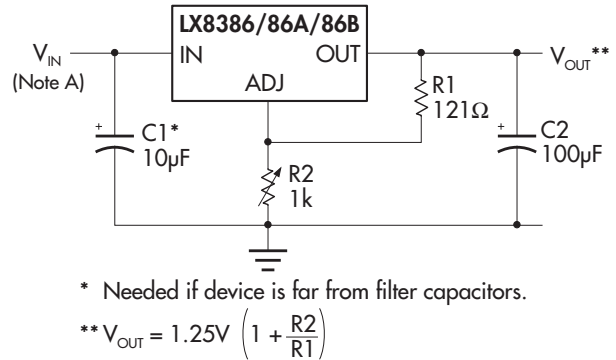 LX8386/86A/86B
V_IN
(Note A)
IN
OUT
ADJ
V_OUT **
R1
121Ω
C1*
10µF
+
C2
100µF
+
R2
1k
* Needed if device is far from filter capacitors.
** V_OUT = 1.25V (1 + R2/R1)